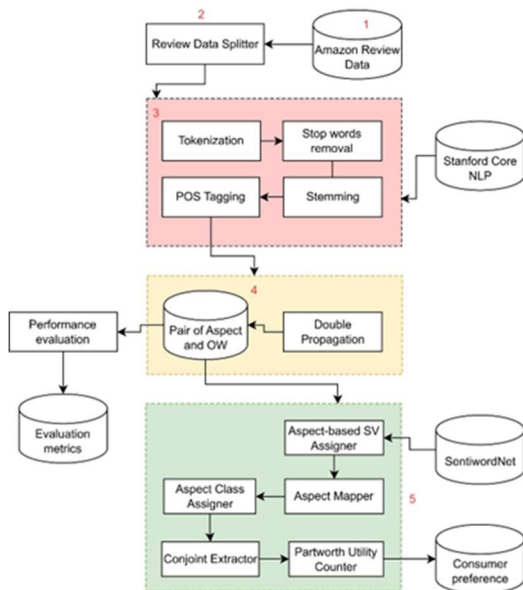 2
1
Review Data Splitter
Amazon Review
Data
3
Tokenization
Stop words
removal
Stanford Core
NLP
POS Tagging
Stemming
4
Performance
evaluation
Pair of Aspect
and OW
Double
Propagation
Evaluation
metrics
Aspect-based SV
Assigner
SentiwordNet
Aspect Class
Assigner
Aspect Mapper
5
Conjoint Extractor
Partworth Utility
Counter
Consumer
preference